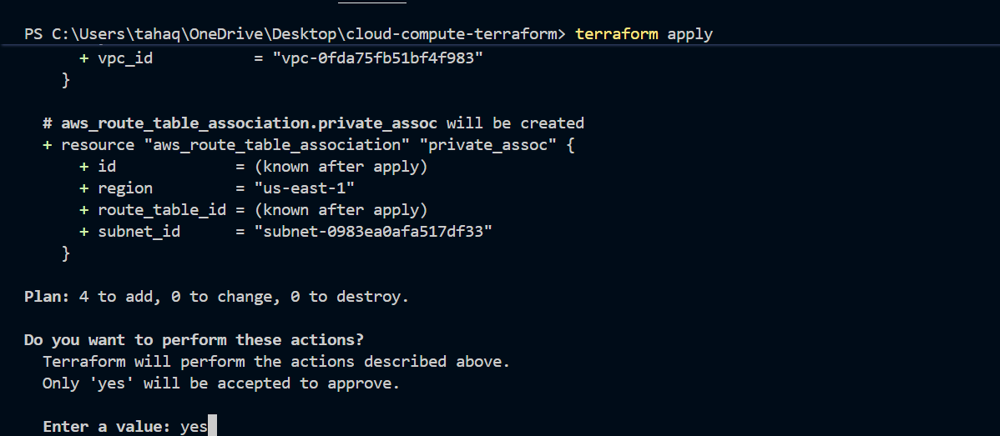 PS C:\Users\tahaq\OneDrive\Desktop\cloud-compute-terraform> terraform apply
+ vpc_id = "vpc-0fda75fb51bf4f983"
}
# aws_route_table_association.private_assoc will be created
+ resource "aws_route_table_association" "private_assoc" {
+ id = (known after apply)
+ region = "us-east-1"
+ route_table_id = (known after apply)
+ subnet_id = "subnet-0983ea0afa517df33"
}
Plan: 4 to add, 0 to change, 0 to destroy.
Do you want to perform these actions?
Terraform will perform the actions described above.
Only 'yes' will be accepted to approve.
Enter a value: yes